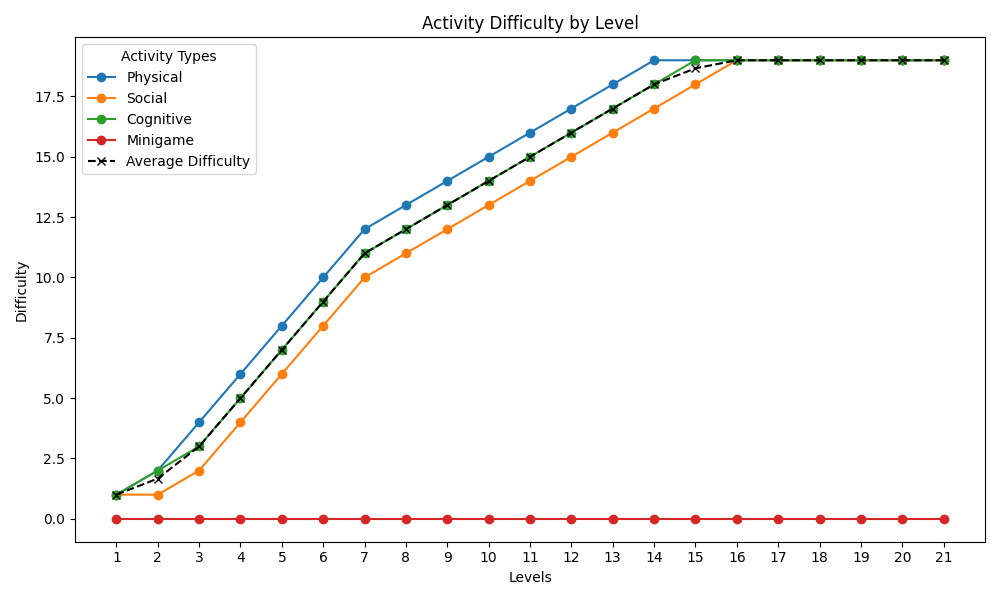 Activity Difficulty by Level
Activity Types
Physical
Social
Cognitive
Minigame
Average Difficulty
Difficulty
17.5
15.0
12.5
10.0
7.5
5.0
2.5
0.0
1 2 3 4 5 6 7 8 9 10 11 12 13 14 15 16 17 18 19 20 21
Levels